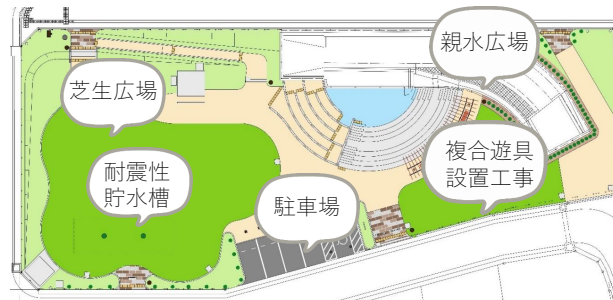 親水広場
芝生広場
複合遊具
設置工事
耐震性
貯水槽
駐車場